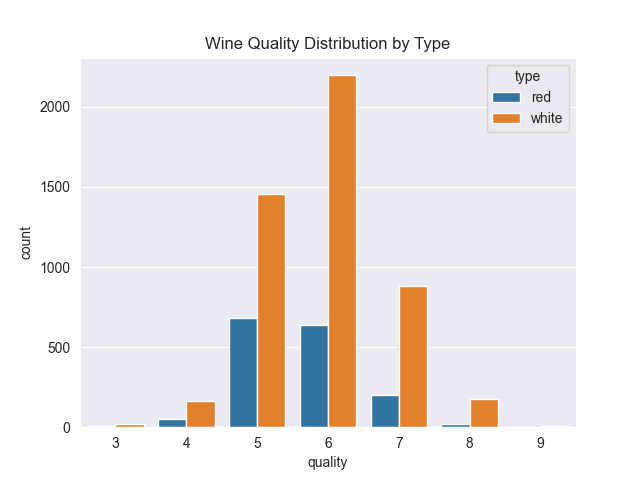 Wine Quality Distribution by Type
type
red
white
2000
1500
1000
500
0
count
3 4 5 6 7 8 9
quality